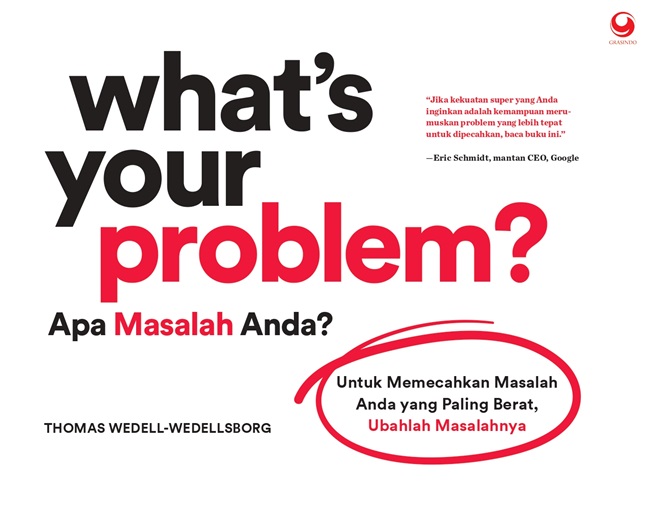 GRASINDO
what's
your
problem?
"Jika kekuatan super yang Anda
inginkan adalah kemampuan meru-
muskan problem yang lebih tepat
untuk dipecahkan, baca buku ini."
—Eric Schmidt, mantan CEO, Google
Apa Masalah Anda?
Untuk Memecahkan Masalah
Anda yang Paling Berat,
Ubahlah Masalahnya
THOMAS WEDELL-WEDELLSBORG